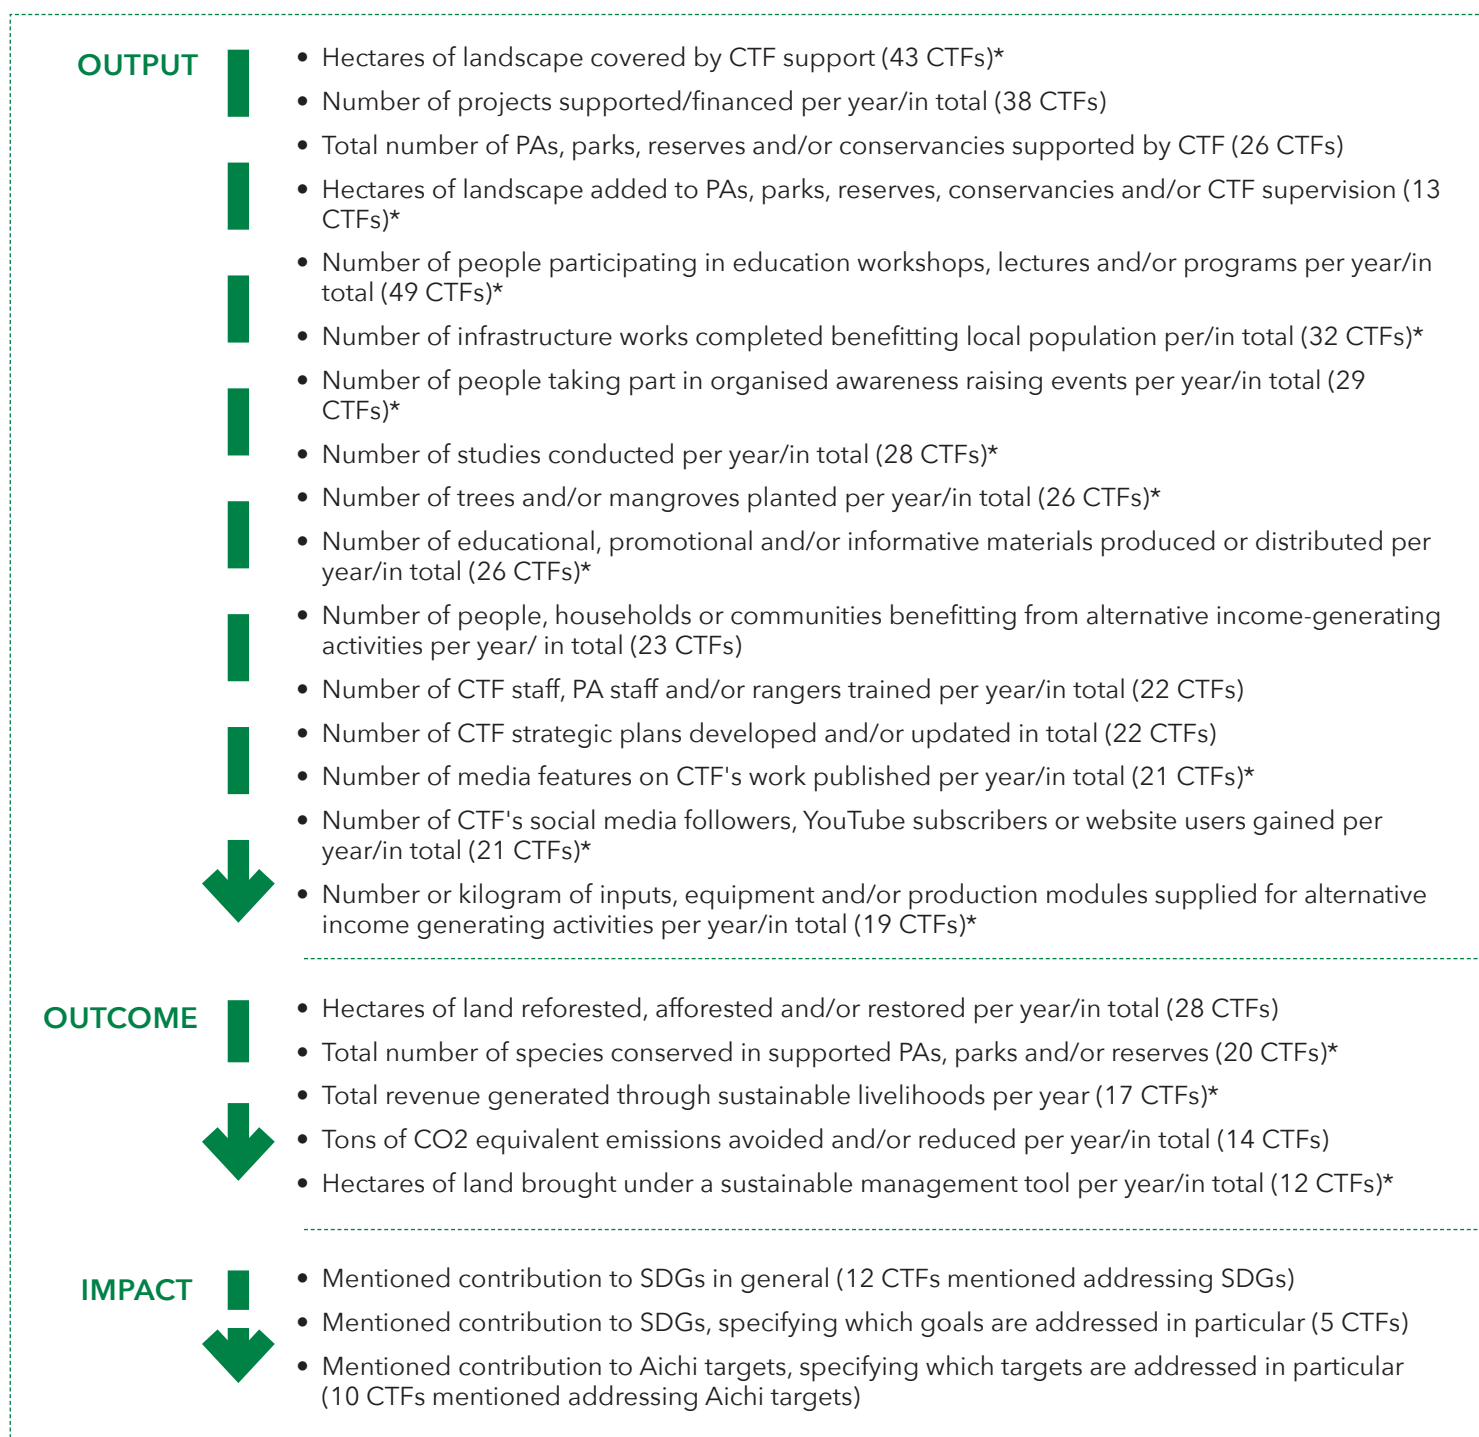 OUTPUT
• Hectares of landscape covered by CTF support (43 CTFs)*
• Number of projects supported/financed per year/in total (38 CTFs)
• Total number of PAs, parks, reserves and/or conservancies supported by CTF (26 CTFs)
• Hectares of landscape added to PAs, parks, reserves, conservancies and/or CTF supervision (13
CTFs)*
• Number of people participating in education workshops, lectures and/or programs per year/in
total (49 CTFs)*
• Number of infrastructure works completed benefitting local population per/in total (32 CTFs)*
• Number of people taking part in organised awareness raising events per year/in total (29
CTFs)*
• Number of studies conducted per year/in total (28 CTFs)*
• Number of trees and/or mangroves planted per year/in total (26 CTFs)*
• Number of educational, promotional and/or informative materials produced or distributed per
year/in total (26 CTFs)*
• Number of people, households or communities benefitting from alternative income-generating
activities per year/ in total (23 CTFs)
• Number of CTF staff, PA staff and/or rangers trained per year/in total (22 CTFs)
• Number of CTF strategic plans developed and/or updated in total (22 CTFs)
• Number of media features on CTF's work published per year/in total (21 CTFs)*
• Number of CTF's social media followers, YouTube subscribers or website users gained per
year/in total (21 CTFs)*
• Number or kilogram of inputs, equipment and/or production modules supplied for alternative
income generating activities per year/in total (19 CTFs)*
OUTCOME
• Hectares of land reforested, afforested and/or restored per year/in total (28 CTFs)
• Total number of species conserved in supported PAs, parks and/or reserves (20 CTFs)*
• Total revenue generated through sustainable livelihoods per year (17 CTFs)*
• Tons of CO2 equivalent emissions avoided and/or reduced per year/in total (14 CTFs)
• Hectares of land brought under a sustainable management tool per year/in total (12 CTFs)*
IMPACT
• Mentioned contribution to SDGs in general (12 CTFs mentioned addressing SDGs)
• Mentioned contribution to SDGs, specifying which goals are addressed in particular (5 CTFs)
• Mentioned contribution to Aichi targets, specifying which targets are addressed in particular
(10 CTFs mentioned addressing Aichi targets)